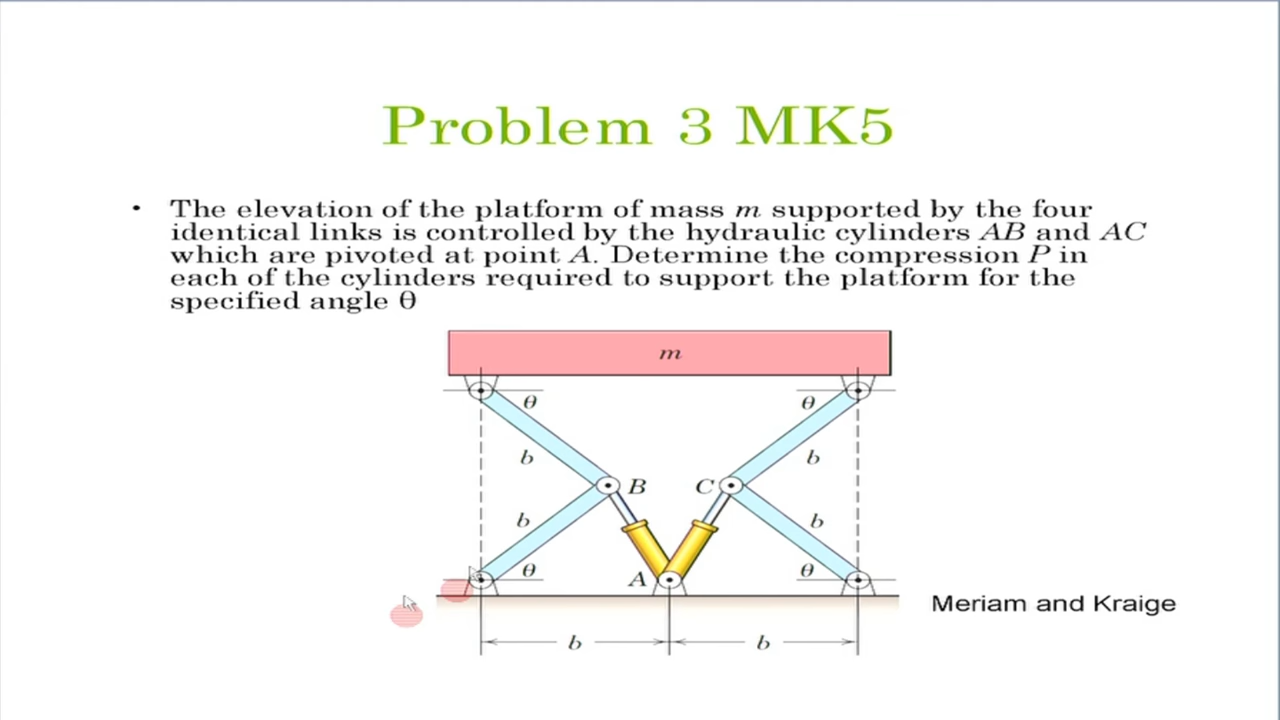 Problem 3 MK5
• The elevation of the platform of mass m supported by the four
identical links is controlled by the hydraulic cylinders AB and AC
which are pivoted at point A. Determine the compression P in
each of the cylinders required to support the platform for the
specified angle θ
m
θ θ
b b
B C
b b
θ A θ
Meriam and Kraige
b b